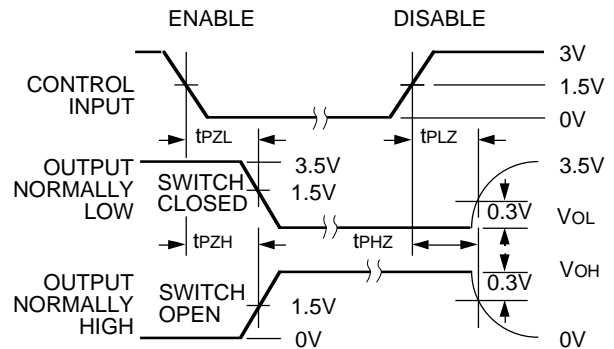 ENABLE
DISABLE
CONTROL
INPUT
3V
1.5V
0V
tPZL
tPLZ
OUTPUT
NORMALLY
LOW
SWITCH
CLOSED
3.5V
1.5V
3.5V
0.3V
VOL
tPZH
tPHZ
OUTPUT
NORMALLY
HIGH
SWITCH
OPEN
1.5V
0V
0.3V
VOH
0V